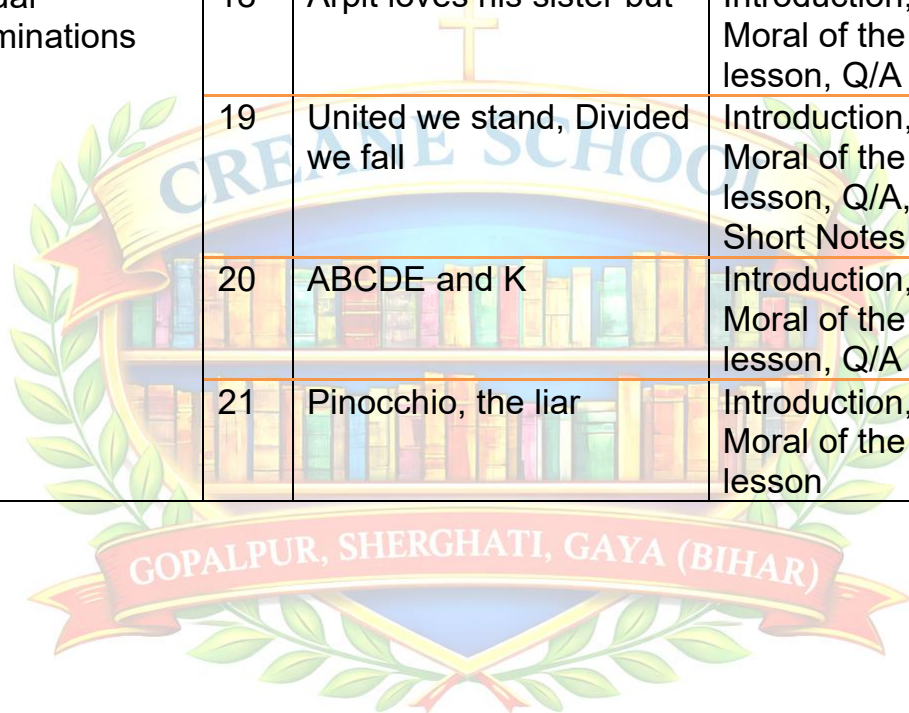 18 Arpit loves his sister but Introduction,
minations Moral of the
lesson, Q/A
19 United we stand, Divided Introduction,
we fall Moral of the
lesson, Q/A,
Short Notes
20 ABCDE and K Introduction,
Moral of the
lesson, Q/A
21 Pinocchio, the liar Introduction,
Moral of the
lesson
CREANE SCHOOL
GOPALPUR, SHERGHATI, GAYA (BIHAR)